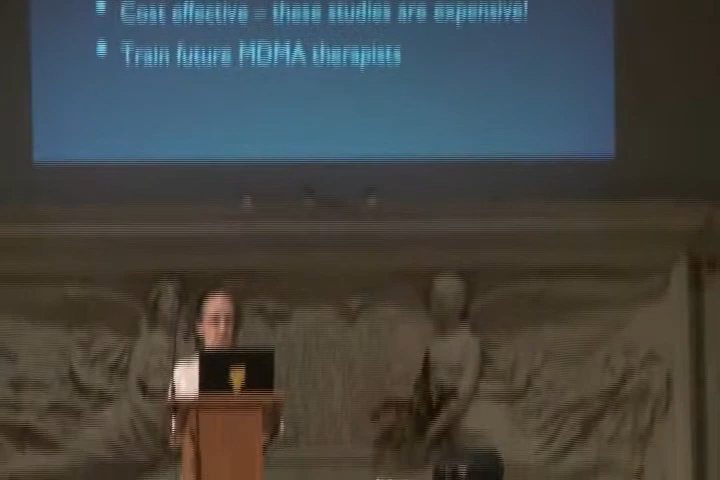 Cost effective – these studies are expensive!
Train future MDMA therapists